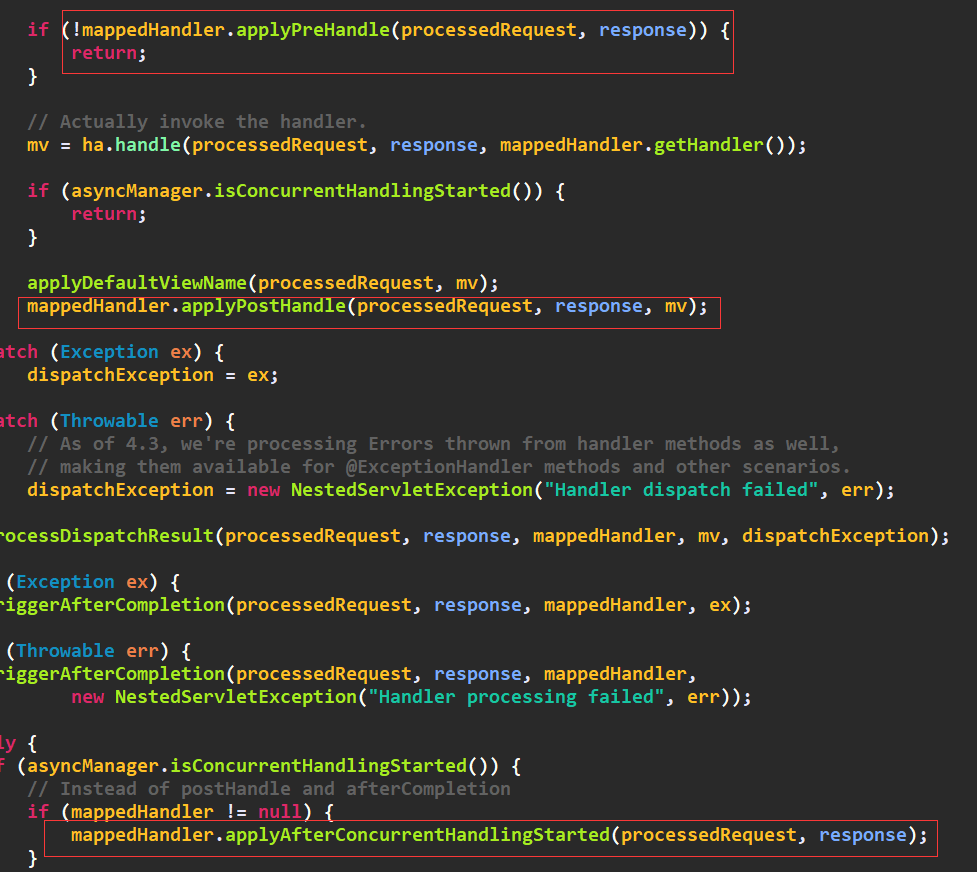 if (!mappedHandler.applyPreHandle(processedRequest, response)) {
return;
}
// Actually invoke the handler.
mv = ha.handle(processedRequest, response, mappedHandler.getHandler());
if (asyncManager.isConcurrentHandlingStarted()) {
return;
}
applyDefaultViewName(processedRequest, mv);
mappedHandler.applyPostHandle(processedRequest, response, mv);
atch (Exception ex) {
dispatchException = ex;
atch (Throwable err) {
// As of 4.3, we're processing Errors thrown from handler methods as well,
// making them available for @ExceptionHandler methods and other scenarios.
dispatchException = new NestedServletException("Handler dispatch failed", err);
rocessDispatchResult(processedRequest, response, mappedHandler, mv, dispatchException);
(Exception ex) {
riggerAfterCompletion(processedRequest, response, mappedHandler, ex);
(Throwable err) {
riggerAfterCompletion(processedRequest, response, mappedHandler,
new NestedServletException("Handler processing failed", err));
ly {
f (asyncManager.isConcurrentHandlingStarted()) {
// Instead of postHandle and afterCompletion
if (mappedHandler != null) {
mappedHandler.applyAfterConcurrentHandlingStarted(processedRequest, response);
}